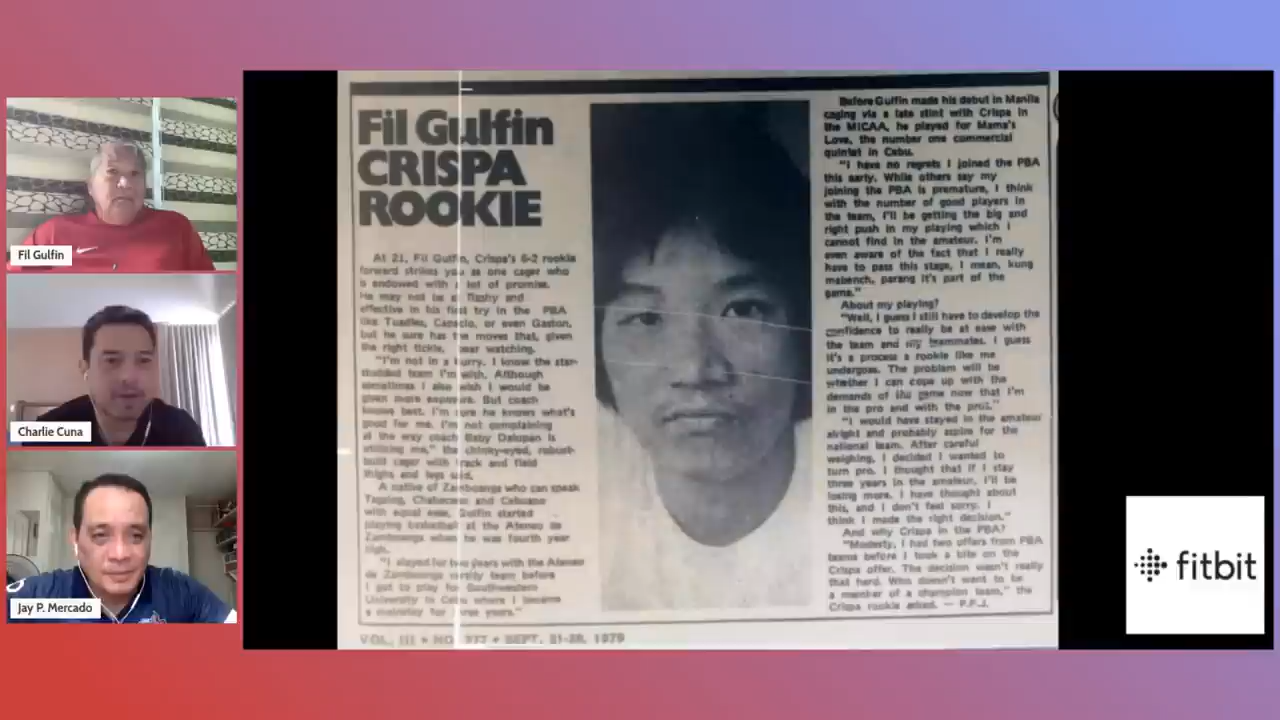 Fil Gulfin
Charlie Cuna
Jay P. Mercado
Fil Gulfin
CRISPA
ROOKIE
At 21, Fil Gulfin, Crispa's 6-2 rookie
forward strikes you as one cager who
is endowed with a lot of promise.
He may not be as flashy and
effective in his first try in the PBA
like Tuadles, Capacio, or even Gaston,
but he sure has the moves that, given
the right tickle, bear watching.
"I'm not in a hurry. I know the star-
studded team I'm with. Although
sometimes I also wish I would be
given more exposure. But coach
knows best. I'm sure he knows what's
good for me. I'm not complaining
at the way coach Baby Dalupan is
utilizing me," the chinky-eyed, robust-
built cager with track and field
thighs and legs said.
A native of Zamboanga who can speak
Tagalog, Chabacano and Cebuano
with equal ease, Gulfin started
playing basketball at the Ateneo de
Zamboanga when he was fourth year
high.
"I played for two years with the Ateneo
de Zamboanga varsity team before
I got to play for Southwestern
University in Cebu where I became
a mainstay for three years."
Before Gulfin made his debut in Manila
caging via a late stint with Crispa in
the MICAA, he played for Mama's
Love, the number one commercial
quintet in Cebu.
"I have no regrets I joined the PBA
this early. While others say my
joining the PBA is premature, I think
with the number of good players in
the team, I'll be getting the big and
right push in my playing which I
cannot find in the amateur. I'm
even aware of the fact that I really
have to pass this stage, I mean, kung
mabench, parang it's part of the
game."
About my playing?
"Well, I guess I still have to develop the
confidence to really be at ease with
the team and my teammates. I guess
it's a process a rookie like me
undergoes. The problem will be
whether I can cope up with the
demands of the game now that I'm
in the pro and with the pros."
"I would have stayed in the amateur
alright and probably aspire for the
national team. After careful
weighing, I decided I wanted to
turn pro. I thought that if I stay
three years in the amateur, I'll be
losing more. I have thought about
this, and I don't feel sorry. I
think I made the right decision."
And why Crispa in the PBA?
"Modesty, I had two offers from PBA
teams before I took a bite on the
Crispa offer. The decision wasn't really
that hard. Who doesn't want to be
a member of a champion team," the
Crispa rookie asked. — P.F.J.
VOL. III • NO. 277 • SEPT. 21-28, 1979
fitbit